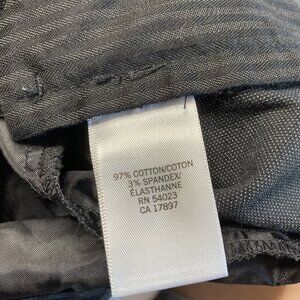 97% COTTON/COTON
3% SPANDEX/
ÉLASTHANNE
RN 54023
CA 17897